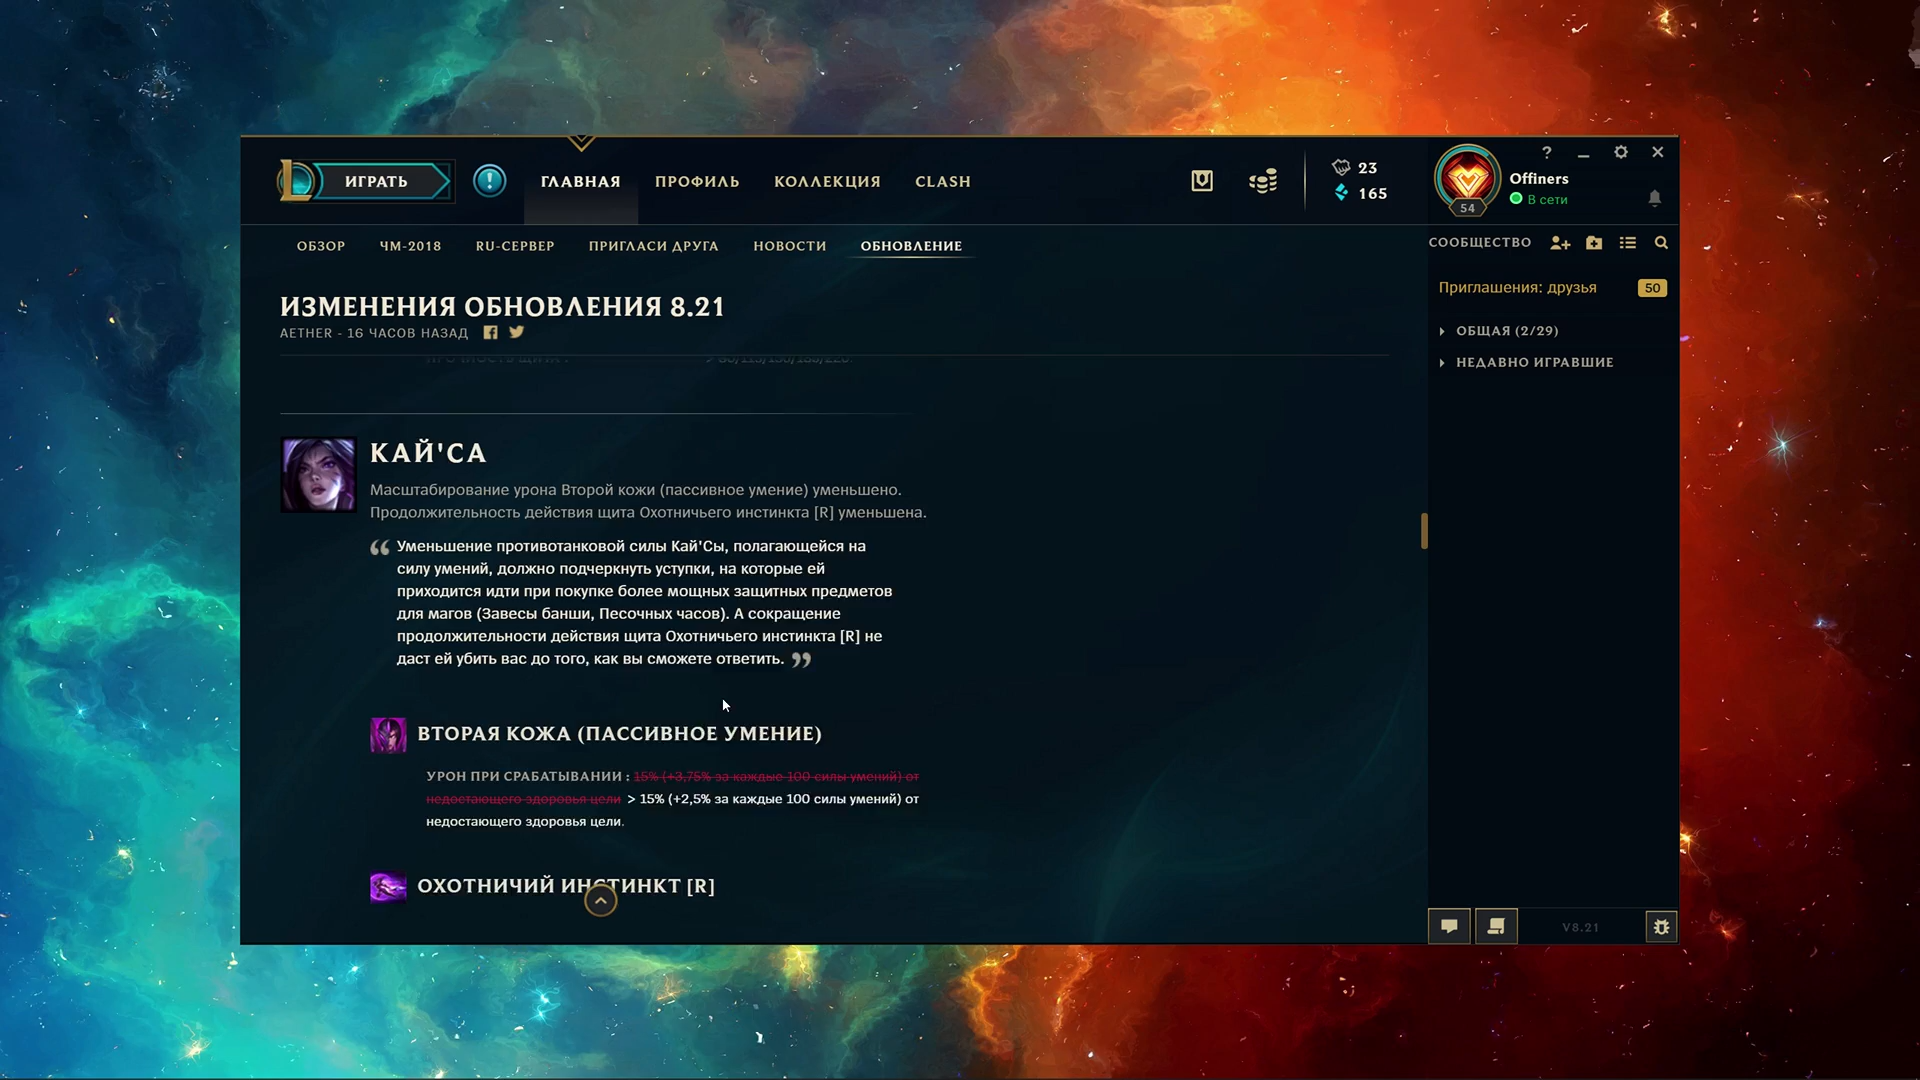 ИГРАТЬ
ГЛАВНАЯ
ПРОФИЛЬ
КОЛЛЕКЦИЯ
CLASH
23
165
?
54
Offiners
В сети
ОБЗОР
ЧМ-2018
RU-СЕРВЕР
ПРИГЛАСИ ДРУГА
НОВОСТИ
ОБНОВЛЕНИЕ
СООБЩЕСТВО
Приглашения: друзья
50
ОБЩАЯ (2/29)
НЕДАВНО ИГРАВШИЕ
ИЗМЕНЕНИЯ ОБНОВЛЕНИЯ 8.21
AETHER - 16 ЧАСОВ НАЗАД
КАЙ'СА
Масштабирование урона Второй кожи (пассивное умение) уменьшено.
Продолжительность действия щита Охотничьего инстинкта [R] уменьшена.
“ Уменьшение противотанковой силы Кай'Сы, полагающейся на
силу умений, должно подчеркнуть уступки, на которые ей
приходится идти при покупке более мощных защитных предметов
для магов (Завесы банши, Песочных часов). А сокращение
продолжительности действия щита Охотничьего инстинкта [R] не
даст ей убить вас до того, как вы сможете ответить. ”
ВТОРАЯ КОЖА (ПАССИВНОЕ УМЕНИЕ)
УРОН ПРИ СРАБАТЫВАНИИ : 15% (+3,75% за каждые 100 силы умений) от
недостающего здоровья цели > 15% (+2,5% за каждые 100 силы умений) от
недостающего здоровья цели.
ОХОТНИЧИЙ ИНСТИНКТ [R]
V8.21